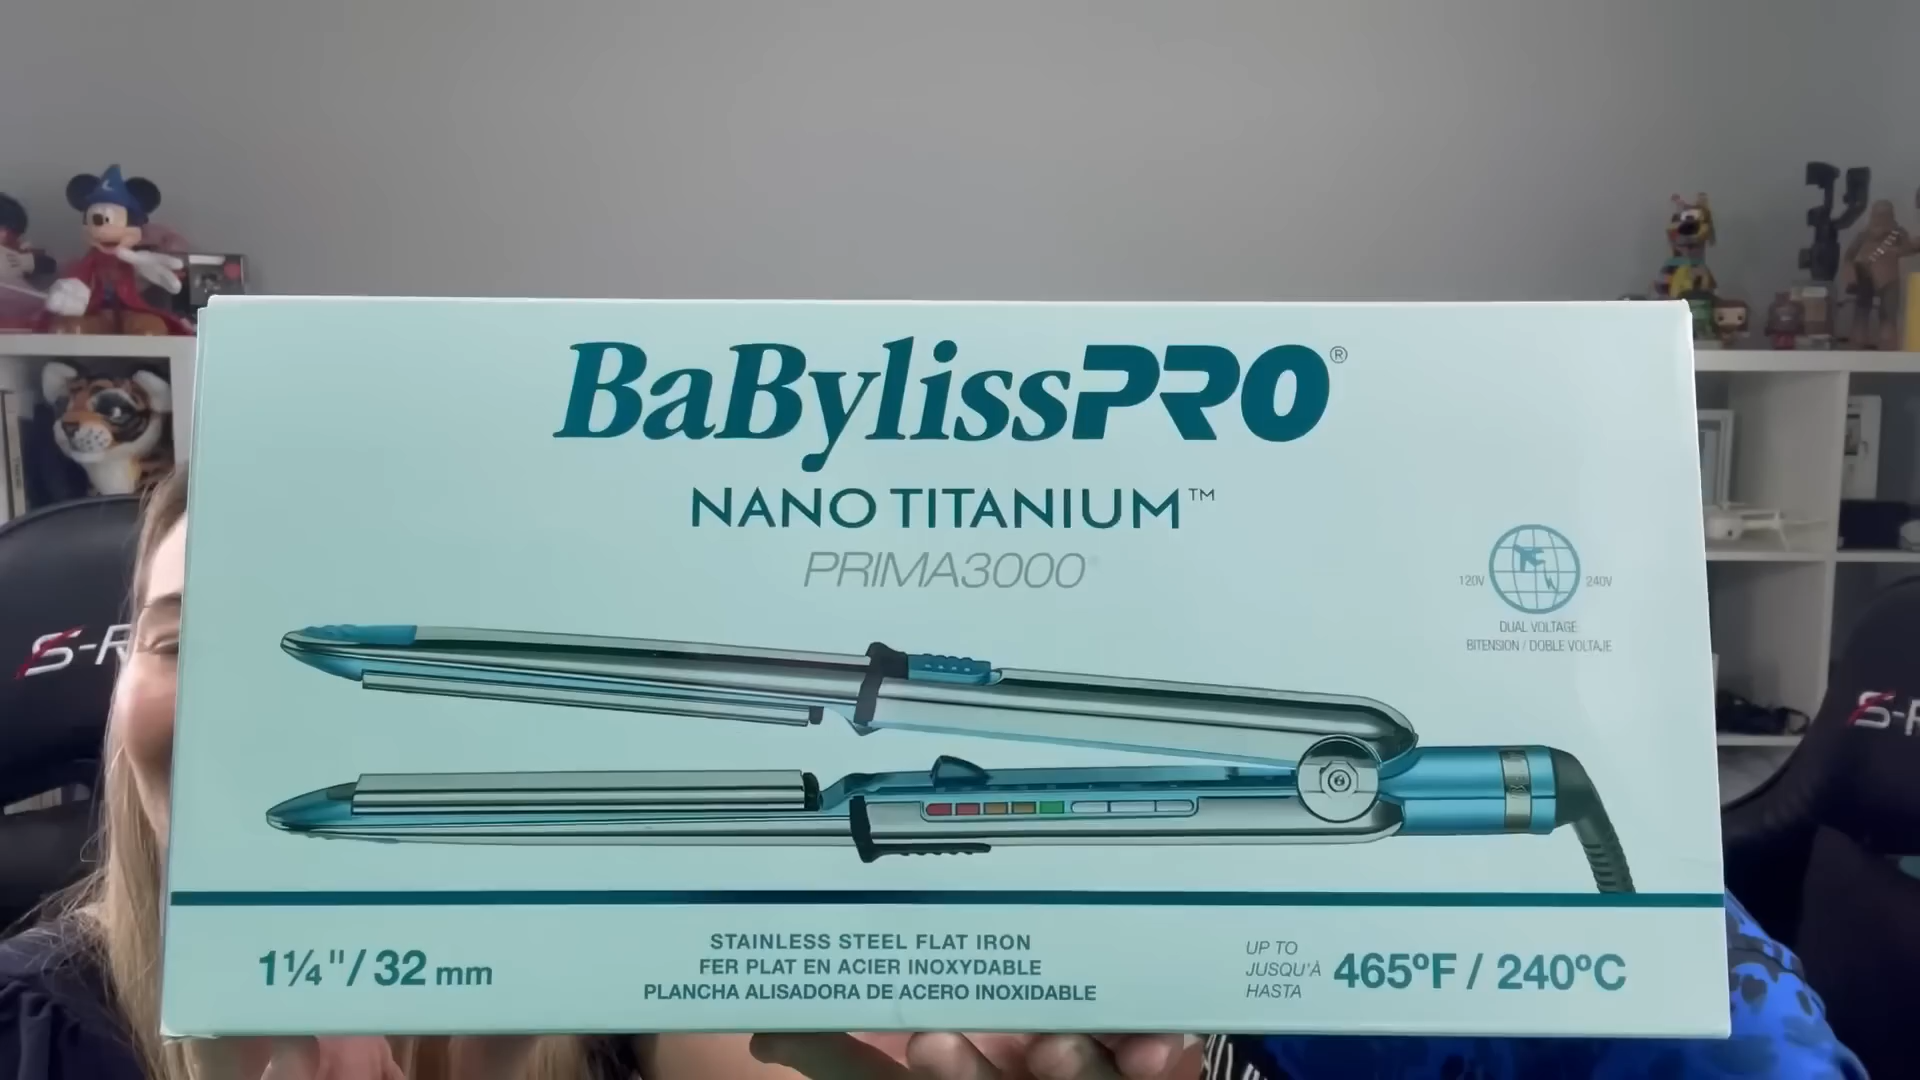 BaBylissPRO®
NANO TITANIUM™
PRIMA3000
120V
240V
DUAL VOLTAGE
BITENSION / DOBLE VOLTAJE
S-R
S-R
1¼"/ 32 mm
STAINLESS STEEL FLAT IRON
FER PLAT EN ACIER INOXYDABLE
PLANCHA ALISADORA DE ACERO INOXIDABLE
UP TO
JUSQU'À
HASTA
465ºF / 240ºC